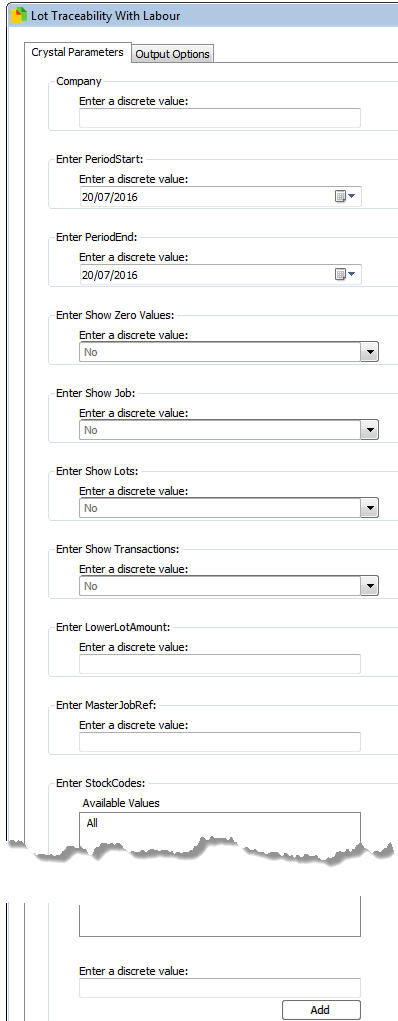 Lot Traceability With Labour
Crystal Parameters Output Options
Company
Enter a discrete value:
Enter PeriodStart:
Enter a discrete value:
20/07/2016
Enter PeriodEnd:
Enter a discrete value:
20/07/2016
Enter Show Zero Values:
Enter a discrete value:
No
Enter Show Job:
Enter a discrete value:
No
Enter Show Lots:
Enter a discrete value:
No
Enter Show Transactions:
Enter a discrete value:
No
Enter LowerLotAmount:
Enter a discrete value:
Enter MasterJobRef:
Enter a discrete value:
Enter StockCodes:
Available Values
All
Enter a discrete value:
Add